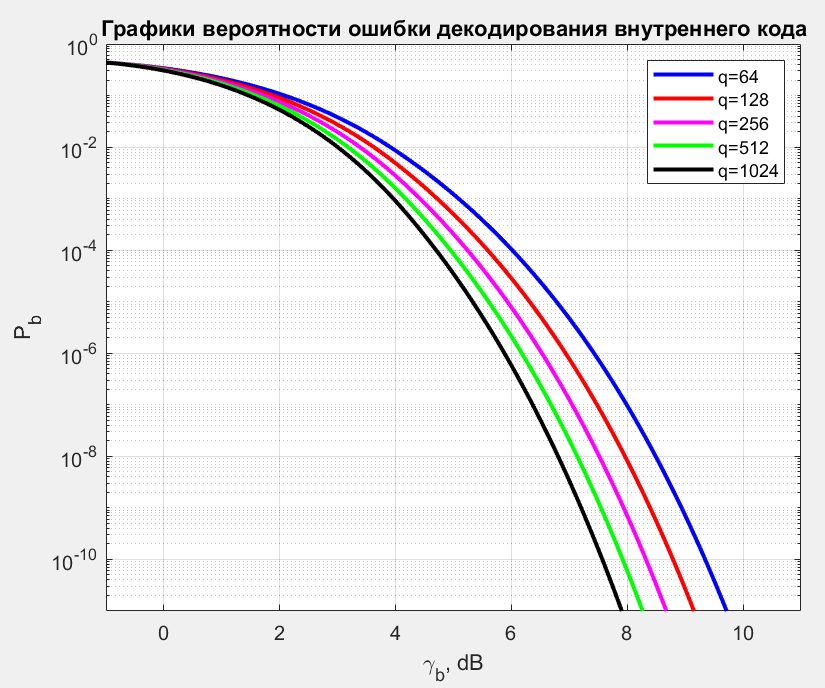 Графики вероятности ошибки декодирования внутреннего кода
10^0
10^-2
10^-4
10^-6
10^-8
10^-10
P_b
q=64
q=128
q=256
q=512
q=1024
0 2 4 6 8 10
γ_b, dB